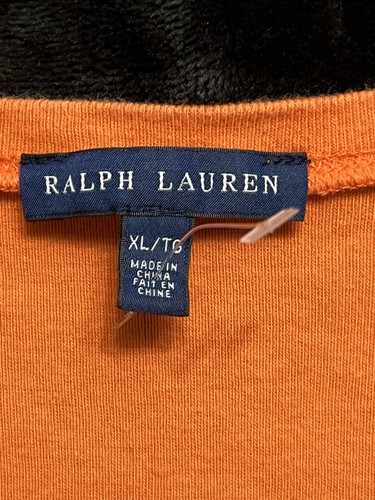 RALPH LAUREN
XL/TG
MADE IN
CHINA
FAIT EN
CHINE